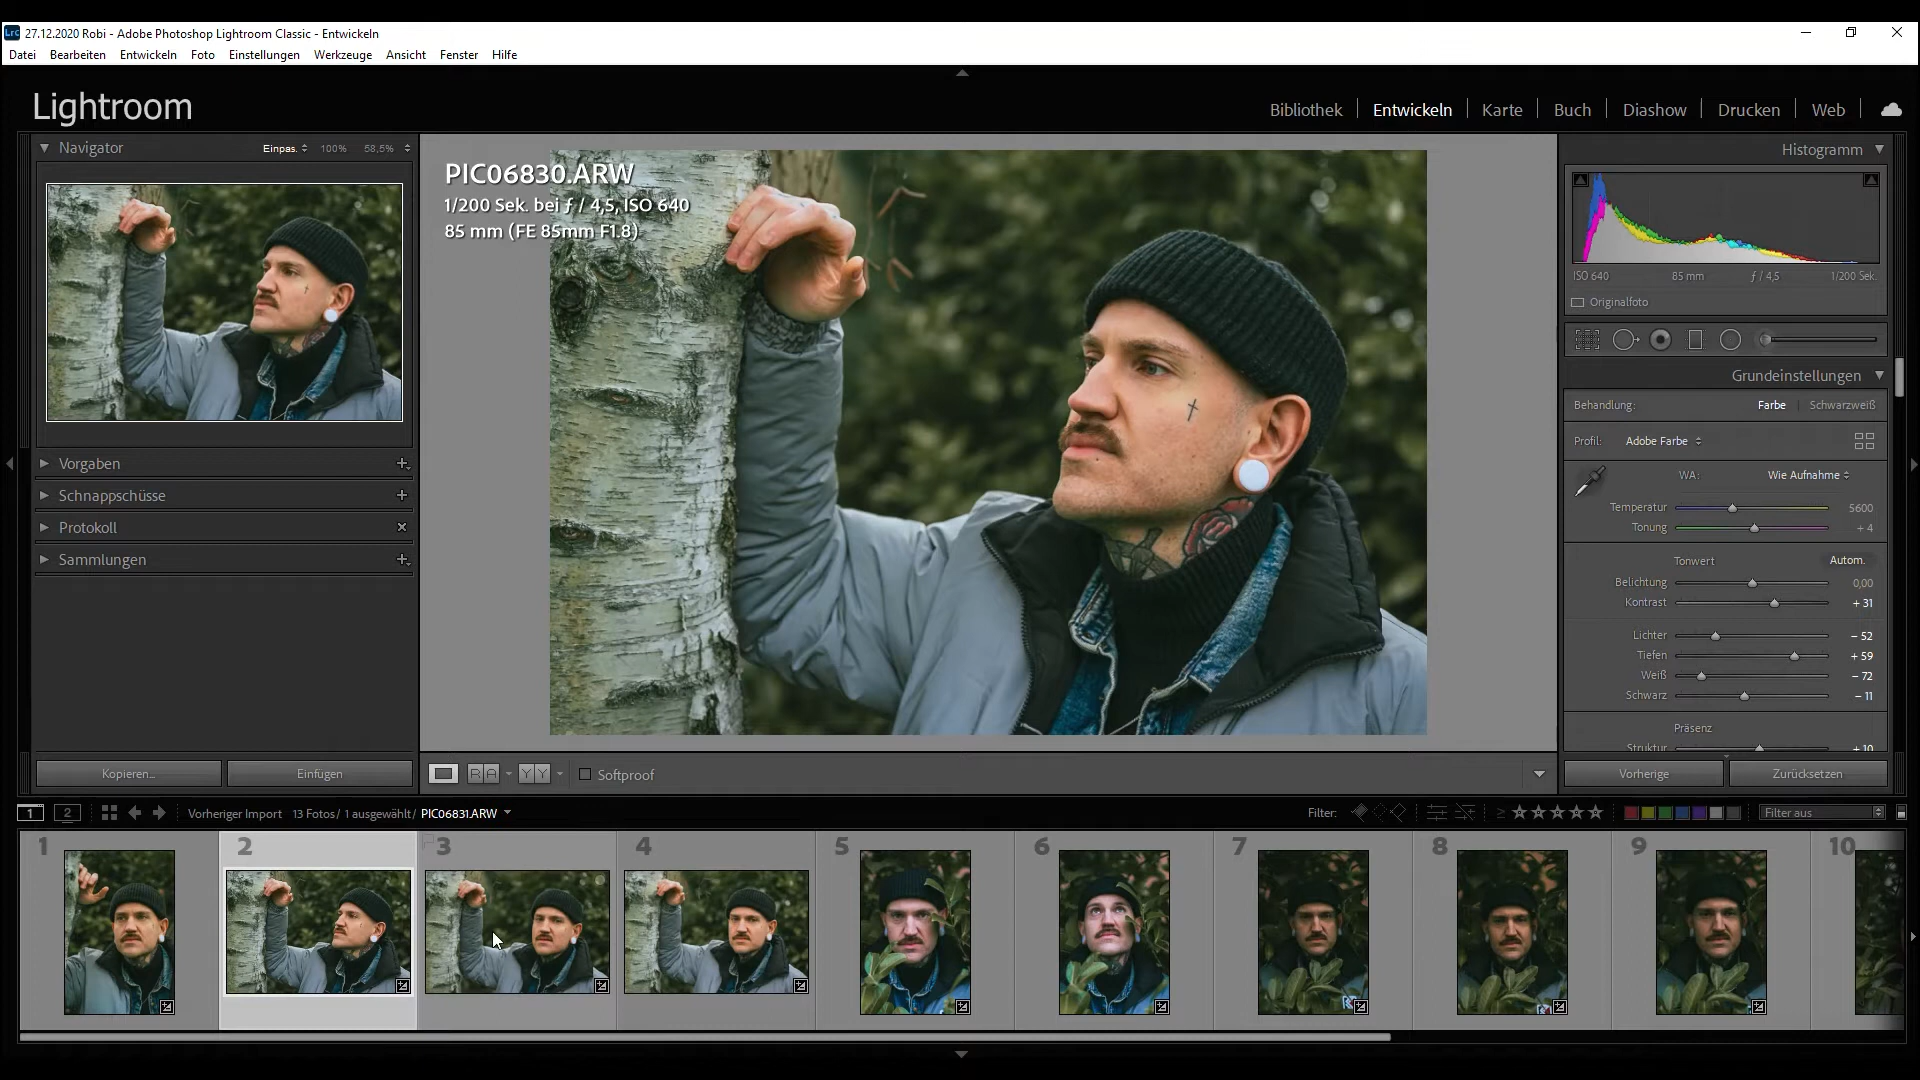 Lrc 27.12.2020 Robi - Adobe Photoshop Lightroom Classic - Entwickeln
Datei Bearbeiten Entwickeln Foto Einstellungen Werkzeuge Ansicht Fenster Hilfe
Lightroom
Bibliothek Entwickeln Karte Buch Diashow Drucken Web
Navigator Einpas. 100% 58,5%
Vorgaben
Schnappschüsse
Protokoll
Sammlungen
Kopieren... Einfügen
PIC06830.ARW
1/200 Sek. bei ƒ / 4,5, ISO 640
85 mm (FE 85mm F1.8)
Histogramm
ISO 640 85 mm ƒ / 4,5 1/200 Sek.
Originalfoto
Grundeinstellungen
Behandlung: Farbe Schwarzweiß
Profil: Adobe Farbe
WA: Wie Aufnahme
Temperatur 5600
Tonung + 4
Tonwert Autom.
Belichtung 0,00
Kontrast + 31
Lichter − 52
Tiefen + 59
Weiß − 72
Schwarz − 11
Präsenz
Struktur + 10
Vorherige Zurücksetzen
R A Y Y Softproof
1 2 Vorheriger Import 13 Fotos / 1 ausgewählt / PIC06831.ARW
Filter: ≥ Filter aus
1 2 3 4 5 6 7 8 9 10